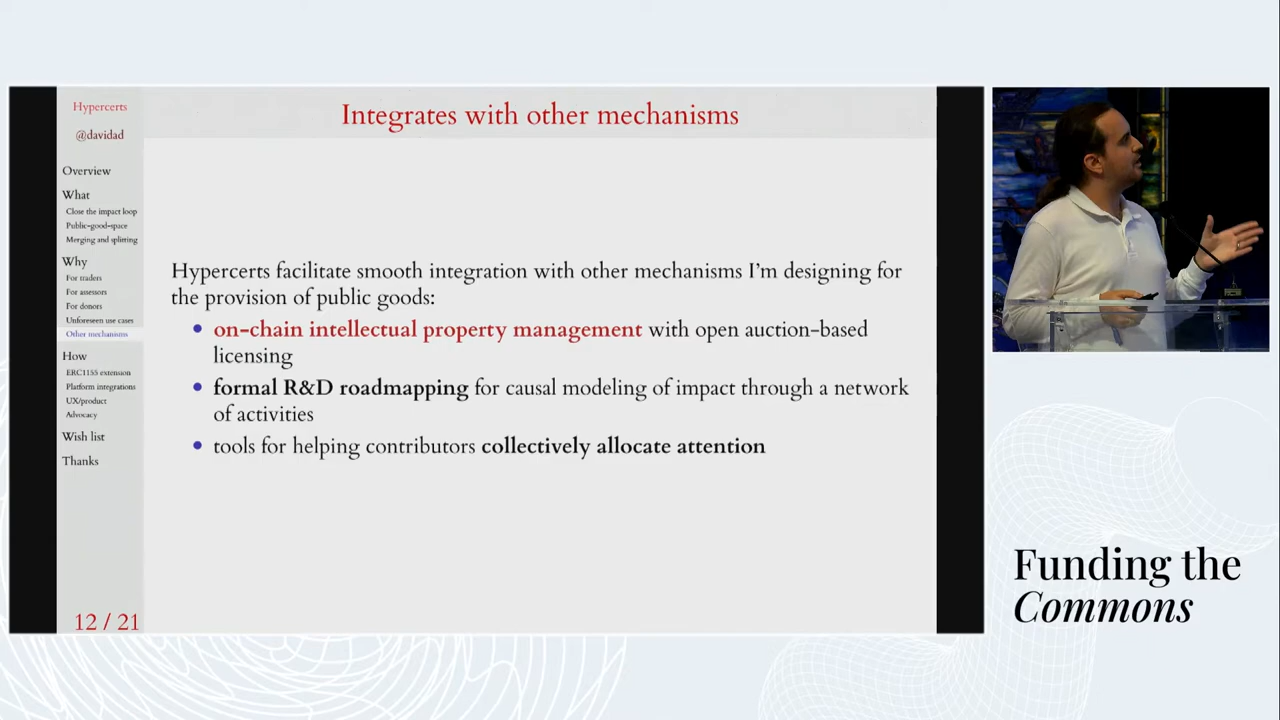 Hypercerts
@davidad
Overview
What
Close the impact loop
Public-good-space
Merging and splitting
Why
For traders
For assessors
For donors
Unforeseen use cases
Other mechanisms
How
ERC1155 extension
Platform integrations
UX/product
Advocacy
Wish list
Thanks
12 / 21
Integrates with other mechanisms
Hypercerts facilitate smooth integration with other mechanisms I'm designing for
the provision of public goods:
• on-chain intellectual property management with open auction-based
licensing
• formal R&D roadmapping for causal modeling of impact through a network
of activities
• tools for helping contributors collectively allocate attention
Funding the
Commons